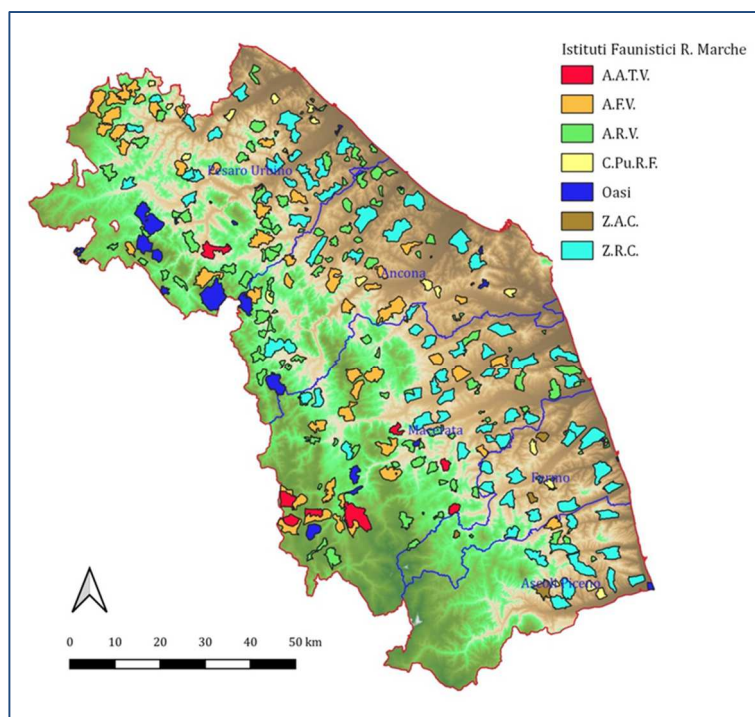 Istituti Faunistici R. Marche
A.A.T.V.
A.F.V.
A.R.V.
C.Pu.R.F.
Oasi
Z.A.C.
Z.R.C.
Pesaro Urbino
Ancona
Macerata
Fermo
Ascoli Piceno
0 10 20 30 40 50 km